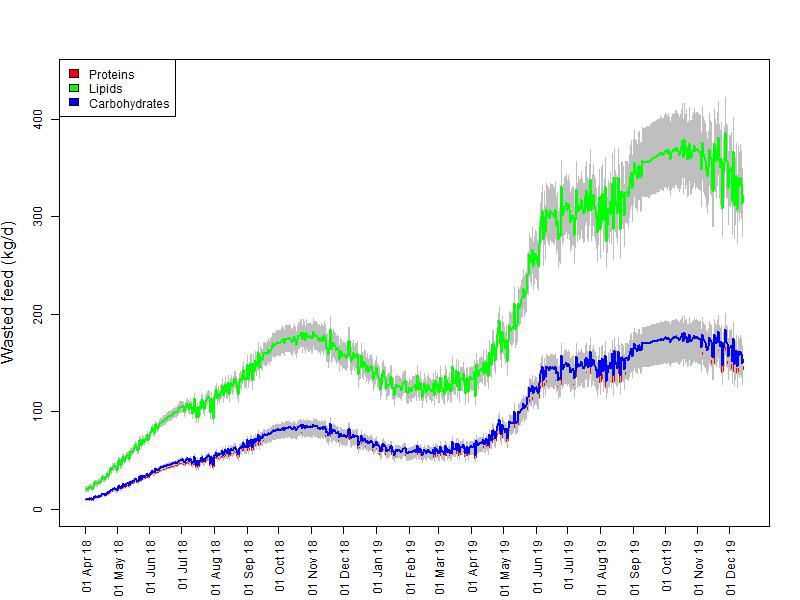 Proteins
Lipids
Carbohydrates
Wasted feed (kg/d)
400
300
200
100
0
01 Apr 18
01 May 18
01 Jun 18
01 Jul 18
01 Aug 18
01 Sep 18
01 Oct 18
01 Nov 18
01 Dec 18
01 Jan 19
01 Feb 19
01 Mar 19
01 Apr 19
01 May 19
01 Jun 19
01 Jul 19
01 Aug 19
01 Sep 19
01 Oct 19
01 Nov 19
01 Dec 19